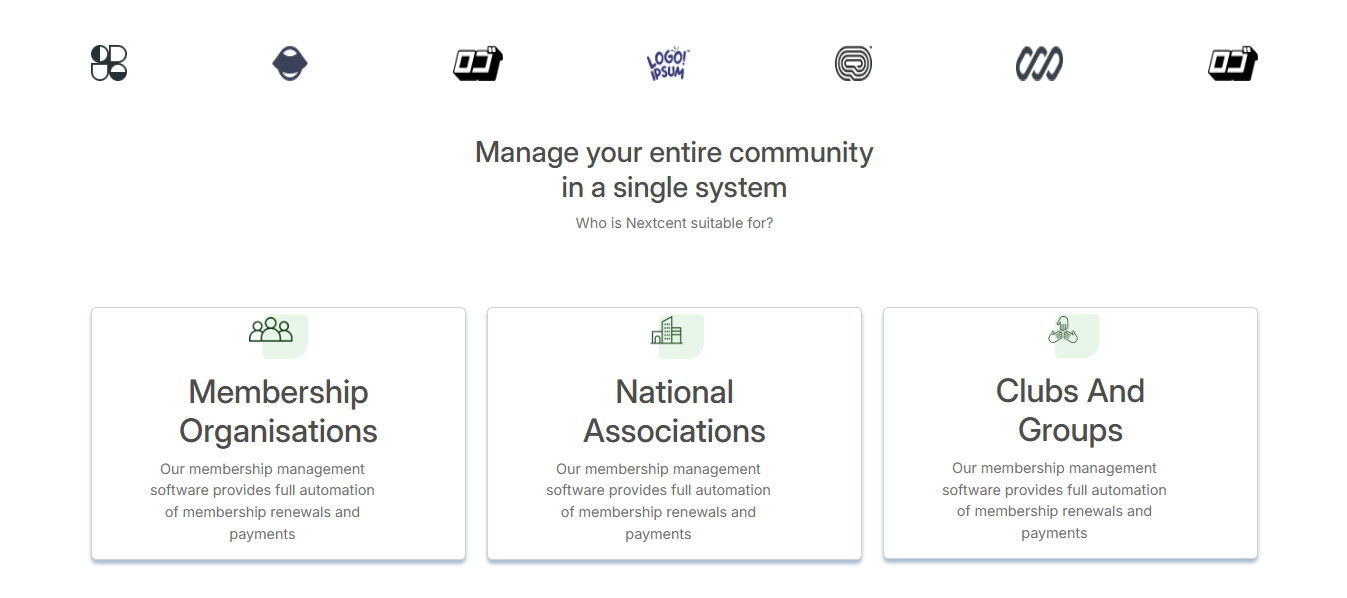 LOGO!
IPSUM
Manage your entire community
in a single system
Who is Nextcent suitable for?
Membership
Organisations
Our membership management
software provides full automation
of membership renewals and
payments
National
Associations
Our membership management
software provides full automation
of membership renewals and
payments
Clubs And
Groups
Our membership management
software provides full automation
of membership renewals and
payments